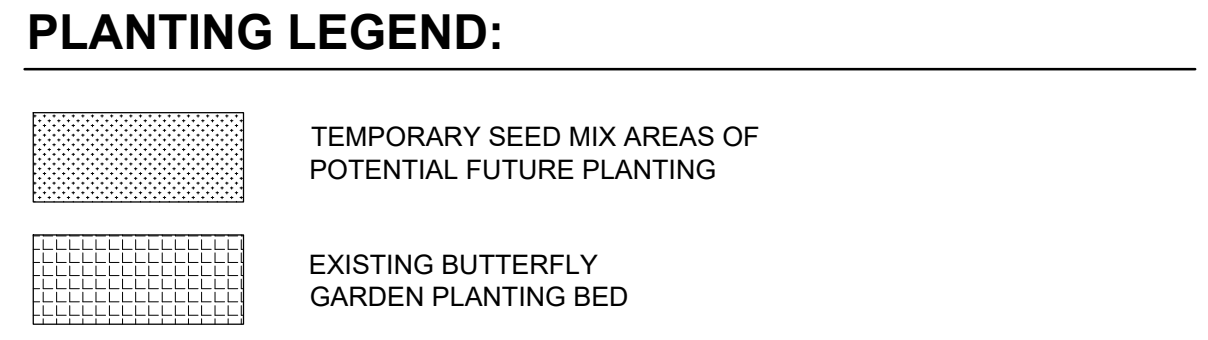 PLANTING LEGEND:
TEMPORARY SEED MIX AREAS OF
POTENTIAL FUTURE PLANTING
EXISTING BUTTERFLY
GARDEN PLANTING BED